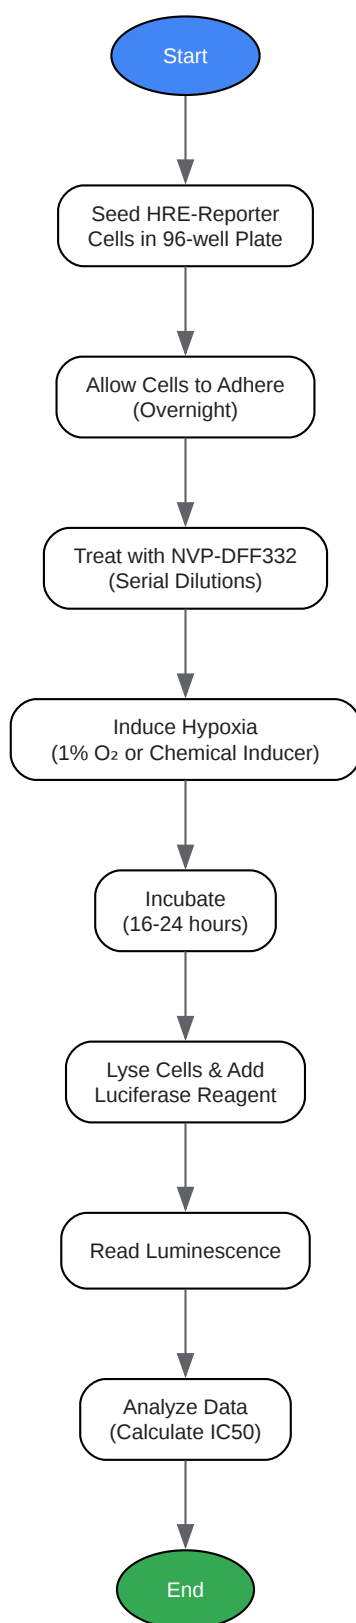 Start
Seed HRE-Reporter
Cells in 96-well Plate
Allow Cells to Adhere
(Overnight)
Treat with NVP-DFF332
(Serial Dilutions)
Induce Hypoxia
(1% O₂ or Chemical Inducer)
Incubate
(16-24 hours)
Lyse Cells & Add
Luciferase Reagent
Read Luminescence
Analyze Data
(Calculate IC50)
End